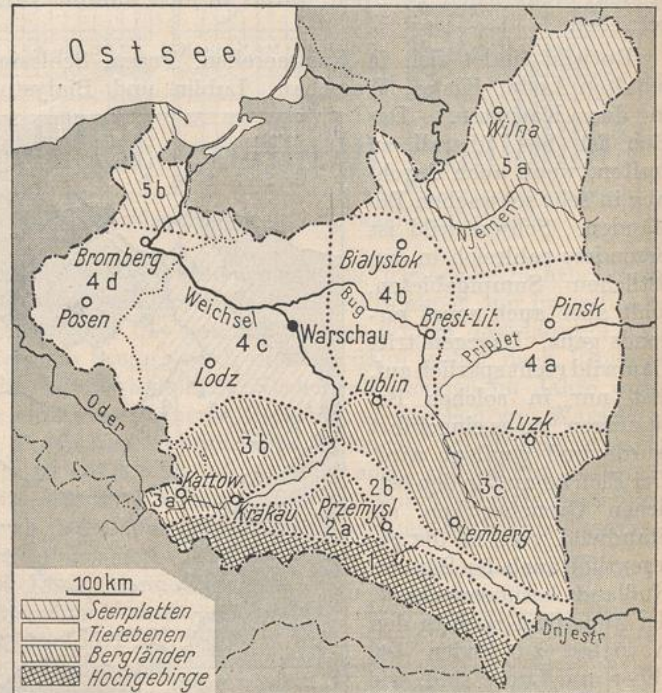 Ostsee
Wilna
5a
5b
Njemen
Bromberg
Bialystok
4d
4b
Posen
Weichsel
Bug
Pinsk
Warschau
Brest-Lit.
4c
Pripjet
Lodz
4a
Oder
Lublin
Luzk
3b
3a
Kattow.
2b
3c
Krakau
Przemysl
2a
Lemberg
1
Dnjestr
100 km
Seenplatten
Tiefebenen
Bergländer
Hochgebirge